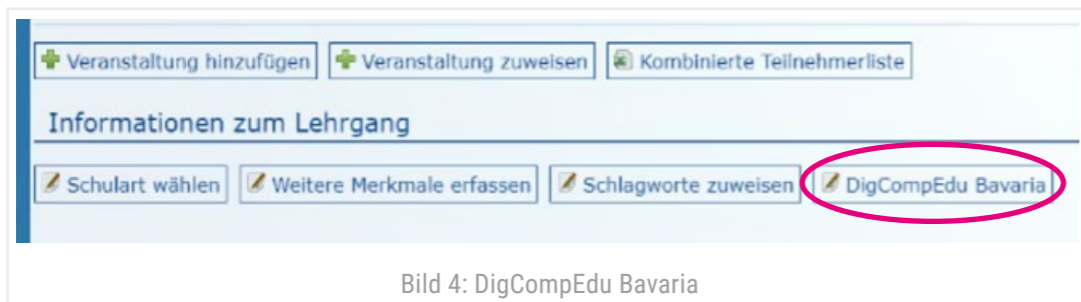 Veranstaltung hinzufügen Veranstaltung zuweisen Kombinierte Teilnehmerliste
Informationen zum Lehrgang
Schulart wählen Weitere Merkmale erfassen Schlagworte zuweisen DigCompEdu Bavaria
Bild 4: DigCompEdu Bavaria